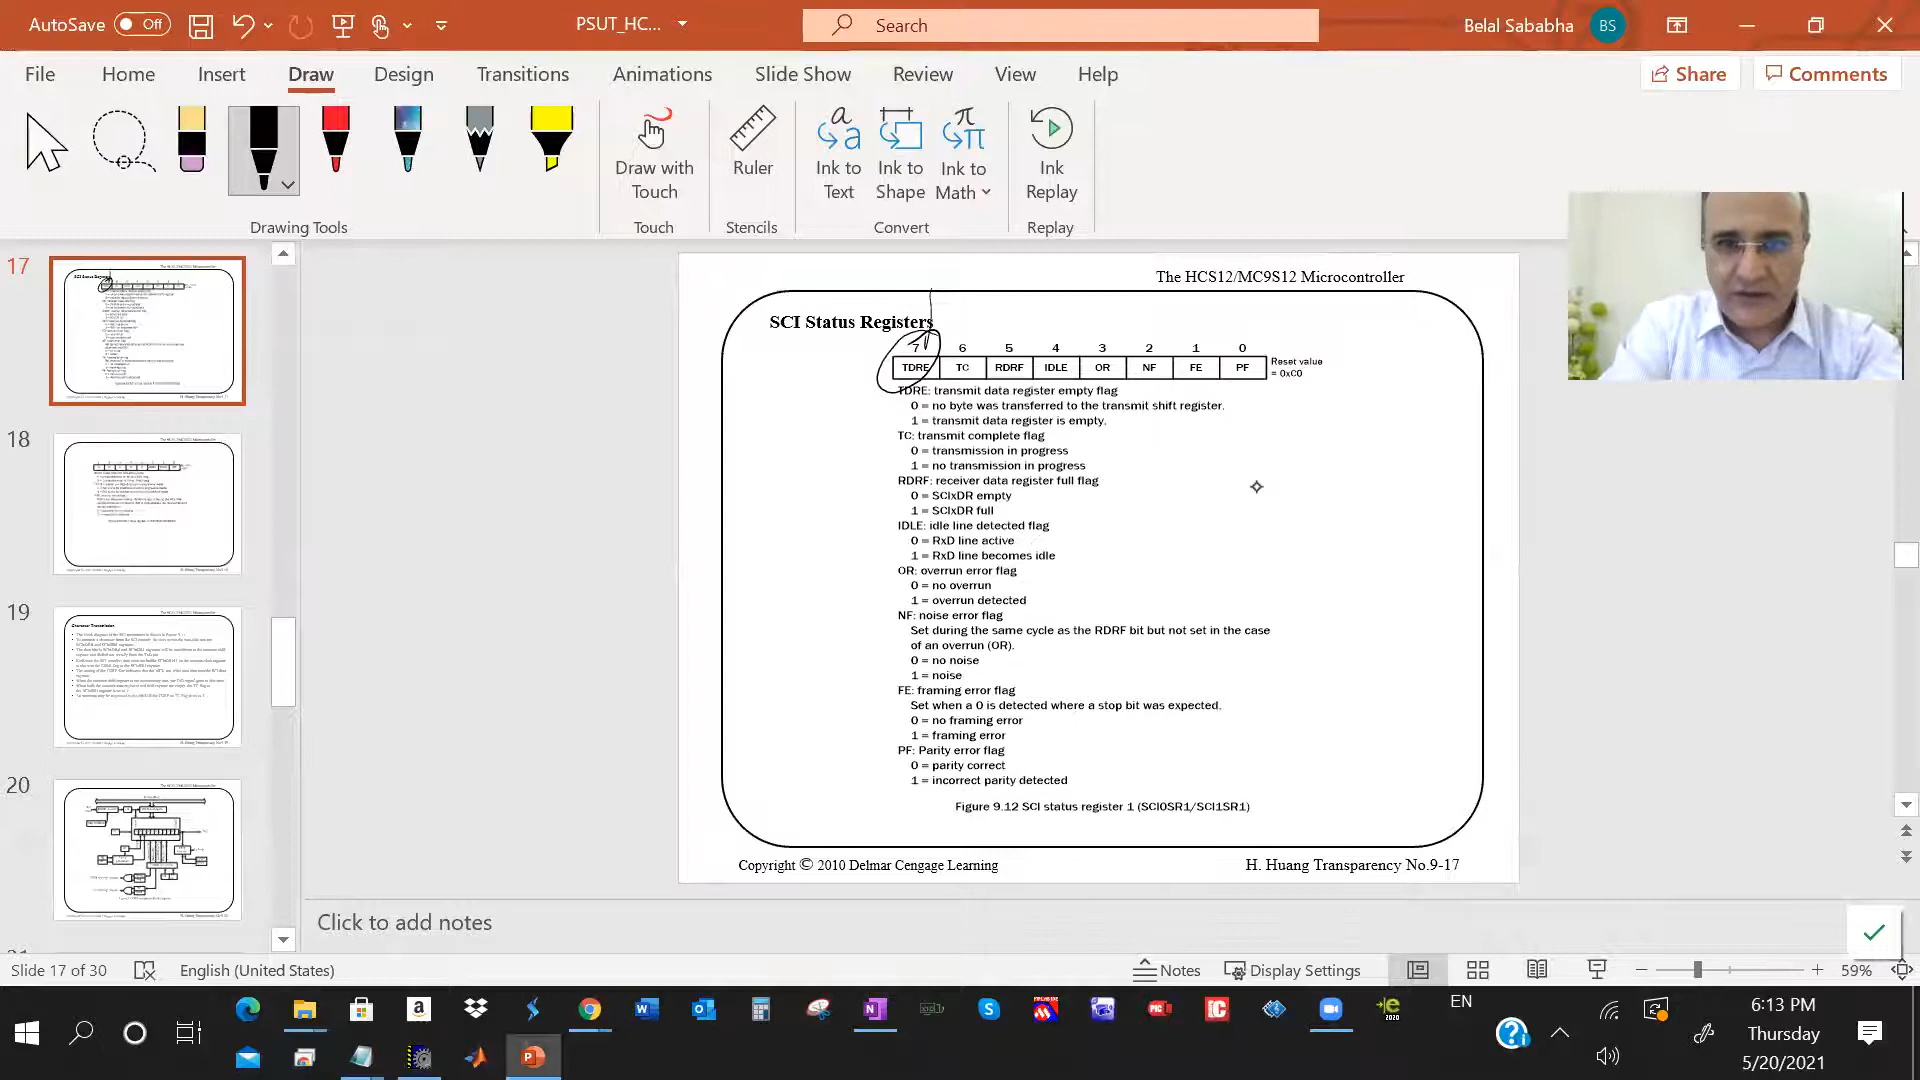 AutoSave Off
PSUT_HC...
Search
Belal Sababha BS
File Home Insert Draw Design Transitions Animations Slide Show Review View Help
Share Comments
Draw with Touch
Ruler
Ink to Text
Ink to Shape
Ink to Math
Ink Replay
Drawing Tools Touch Stencils Convert Replay
17
18
19
20
The HCS12/MC9S12 Microcontroller
SCI Status Registers
7 6 5 4 3 2 1 0
TDRE TC RDRF IDLE OR NF FE PF
Reset value
= 0xC0
TDRE: transmit data register empty flag
0 = no byte was transferred to the transmit shift register.
1 = transmit data register is empty.
TC: transmit complete flag
0 = transmission in progress
1 = no transmission in progress
RDRF: receiver data register full flag
0 = SCIxDR empty
1 = SCIxDR full
IDLE: idle line detected flag
0 = RxD line active
1 = RxD line becomes idle
OR: overrun error flag
0 = no overrun
1 = overrun detected
NF: noise error flag
Set during the same cycle as the RDRF bit but not set in the case
of an overrun (OR).
0 = no noise
1 = noise
FE: framing error flag
Set when a 0 is detected where a stop bit was expected.
0 = no framing error
1 = framing error
PF: Parity error flag
0 = parity correct
1 = incorrect parity detected
Figure 9.12 SCI status register 1 (SCI0SR1/SCI1SR1)
Copyright © 2010 Delmar Cengage Learning
H. Huang Transparency No.9-17
Click to add notes
Slide 17 of 30
English (United States)
Notes
Display Settings
59%
EN
6:13 PM
Thursday
5/20/2021